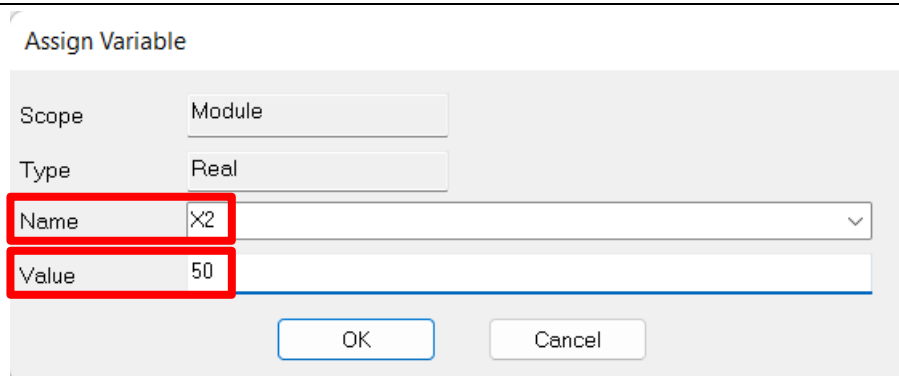 Assign Variable
Scope Module
Type Real
Name X2
Value 50
OK Cancel